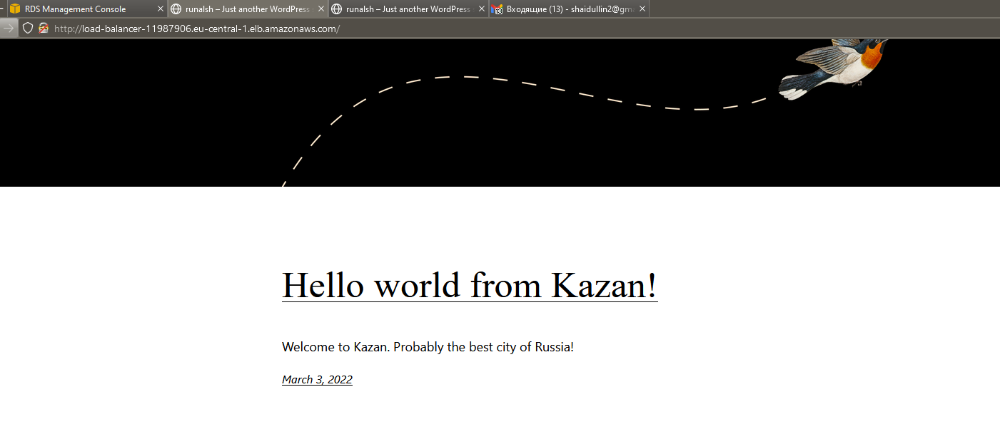 RDS Management Console
runalsh – Just another WordPress
runalsh – Just another WordPress
13
Входящие (13) - shaidullin2@gm
http://load-balancer-11987906.eu-central-1.elb.amazonaws.com/
Hello world from Kazan!
Welcome to Kazan. Probably the best city of Russia!
March 3, 2022